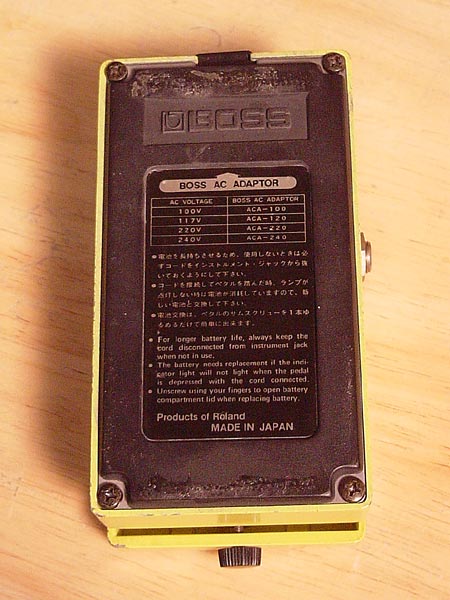 BOSS
BOSS AC ADAPTOR
AC VOLTAGE BOSS AC ADAPTOR
100V ACA-100
117V ACA-120
220V ACA-220
240V ACA-240
● 電池を長持ちさせるため、使用しないときは必
ずコードをインストルメント・ジャックから抜
いておくようにして下さい。
● コードを接続してペダルを踏んだ時、ランプが
点灯しない時は電池が消耗していますので、新
しい電池と交換して下さい。
● 電池交換は、ペダルのサムスクリューを1本ゆ
るめるだけで簡単に出来ます。
● For longer battery life, always keep the
cord disconnected from instrument jack
when not in use.
● The battery needs replacement if the indi-
cator light will not light when the pedal
is depressed with the cord connected.
● Unscrew using your fingers to open battery
compartment lid when replacing battery.
Products of Roland
MADE IN JAPAN